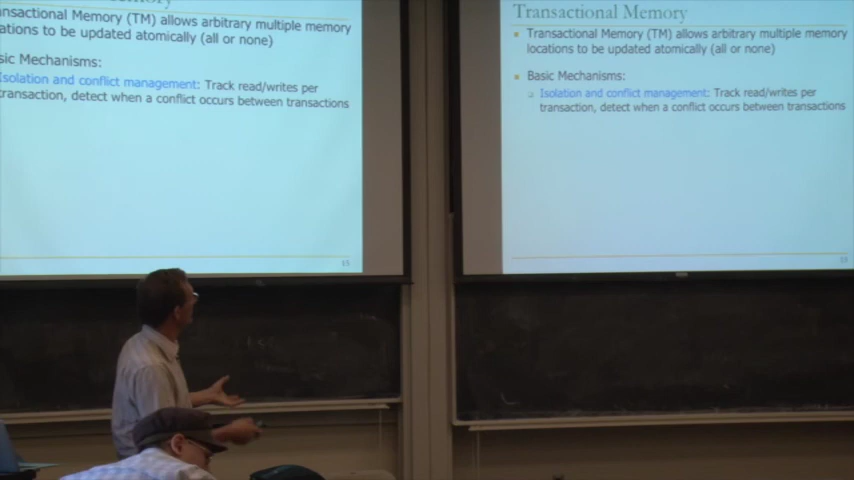 ansactional Memory (TM) allows arbitrary multiple memory
ations to be updated atomically (all or none)
sic Mechanisms:
Isolation and conflict management: Track read/writes per
transaction, detect when a conflict occurs between transactions
15
Transactional Memory
Transactional Memory (TM) allows arbitrary multiple memory
locations to be updated atomically (all or none)
Basic Mechanisms:
Isolation and conflict management: Track read/writes per
transaction, detect when a conflict occurs between transactions